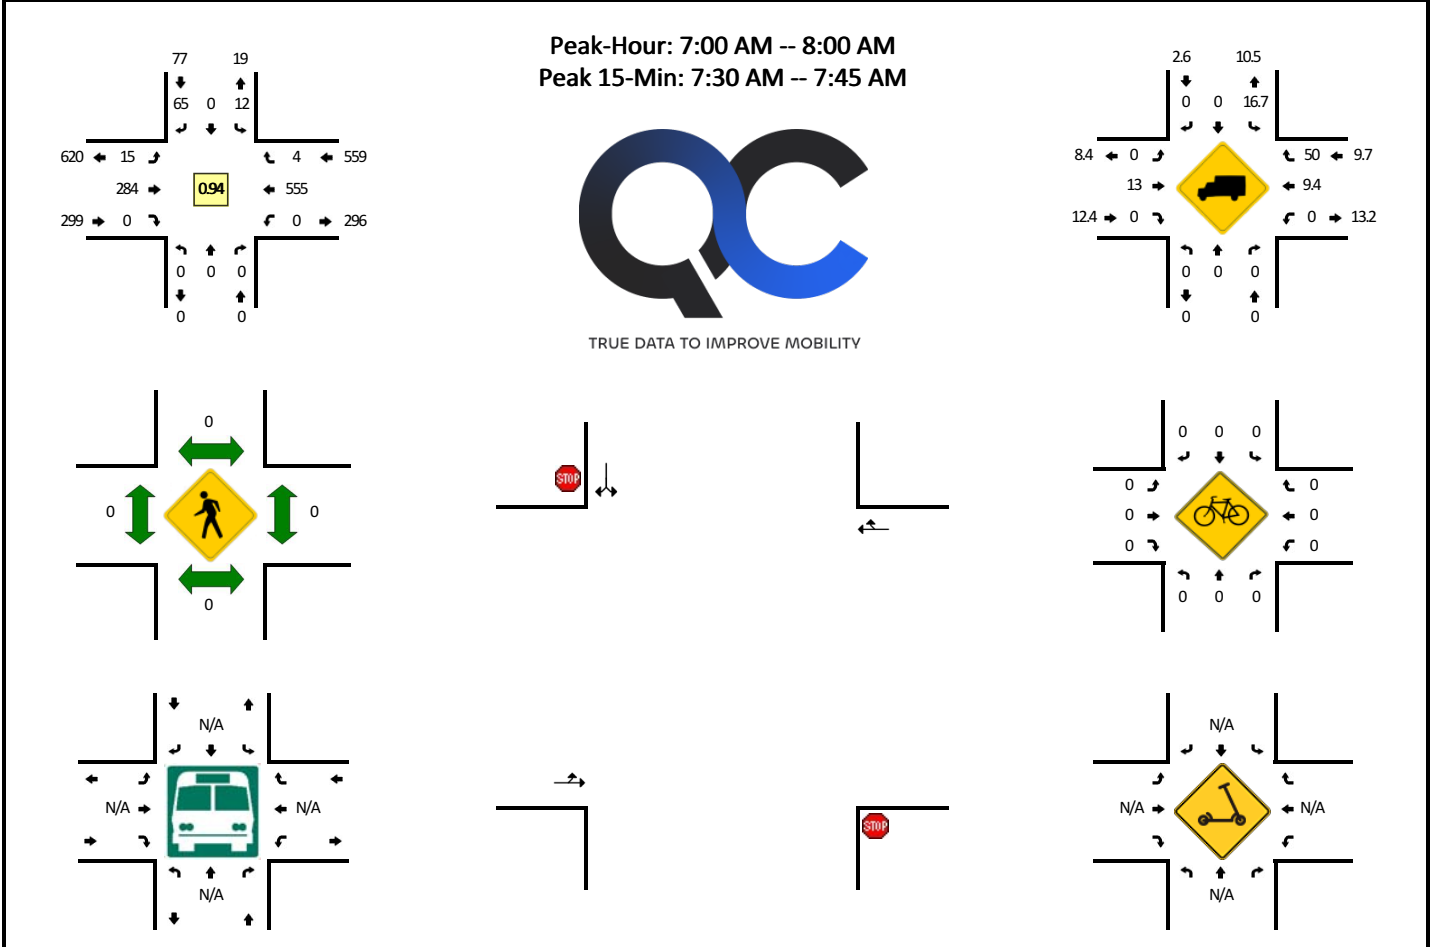 Peak-Hour: 7:00 AM -- 8:00 AM
Peak 15-Min: 7:30 AM -- 7:45 AM
77 19
65 0 12
620 15 4 559
284 0.94 555
299 0 0 296
0 0 0
0 0
QC
TRUE DATA TO IMPROVE MOBILITY
2.6 10.5
0 0 16.7
8.4 0 50 9.7
13 9.4
12.4 0 0 13.2
0 0 0
0 0
0
0 0
0
STOP
STOP
0 0 0
0 0
0 0
0 0
0 0 0
N/A
N/A N/A
N/A
N/A
N/A N/A
N/A